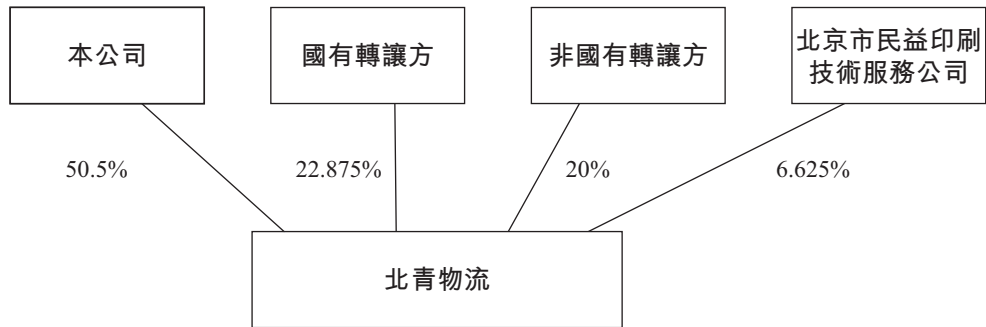 本公司
國有轉讓方
非國有轉讓方
北京市民益印刷
技術服務公司
50.5%
22.875%
20%
6.625%
北青物流